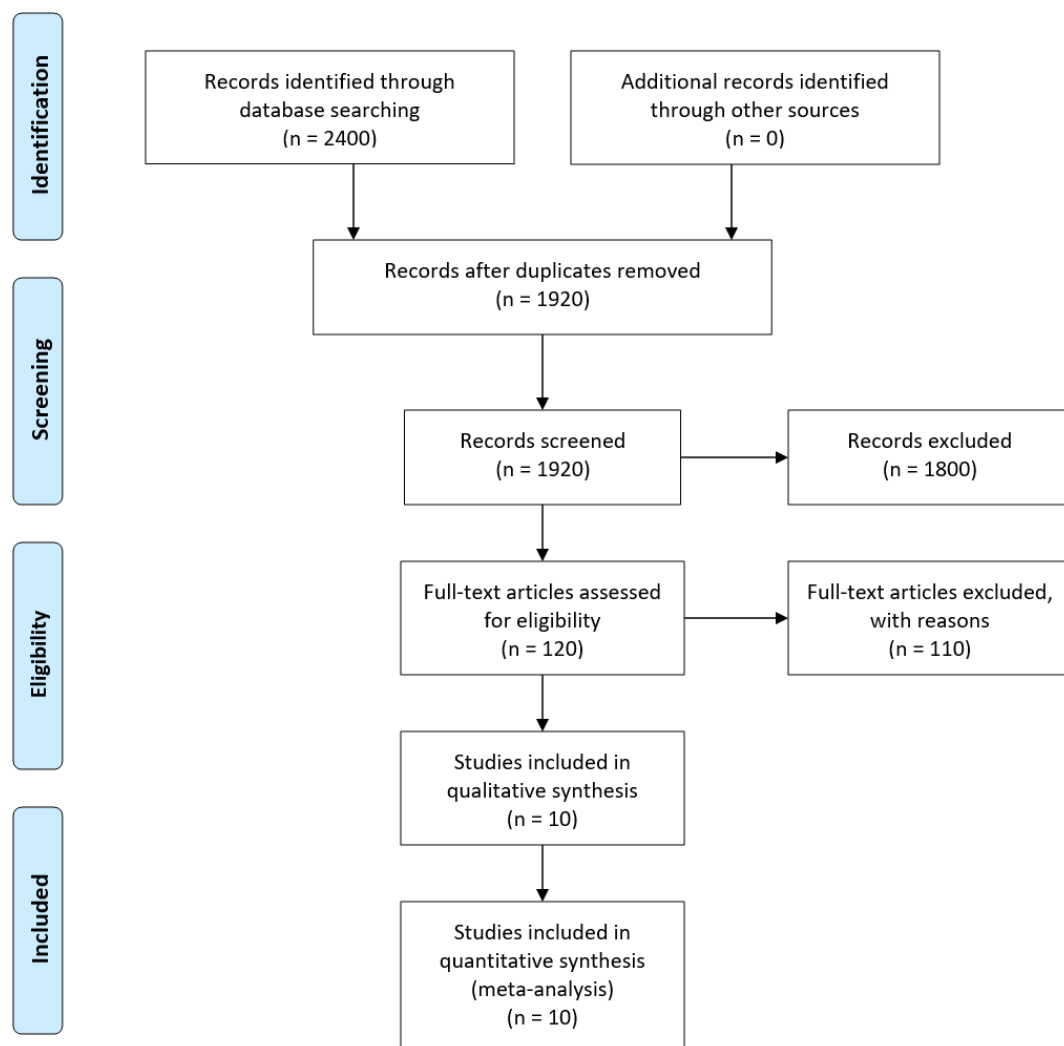 Identification
Records identified through
database searching
(n = 2400)
Additional records identified
through other sources
(n = 0)
Records after duplicates removed
(n = 1920)
Screening
Records screened
(n = 1920)
Records excluded
(n = 1800)
Eligibility
Full-text articles assessed
for eligibility
(n = 120)
Full-text articles excluded,
with reasons
(n = 110)
Studies included in
qualitative synthesis
(n = 10)
Included
Studies included in
quantitative synthesis
(meta-analysis)
(n = 10)